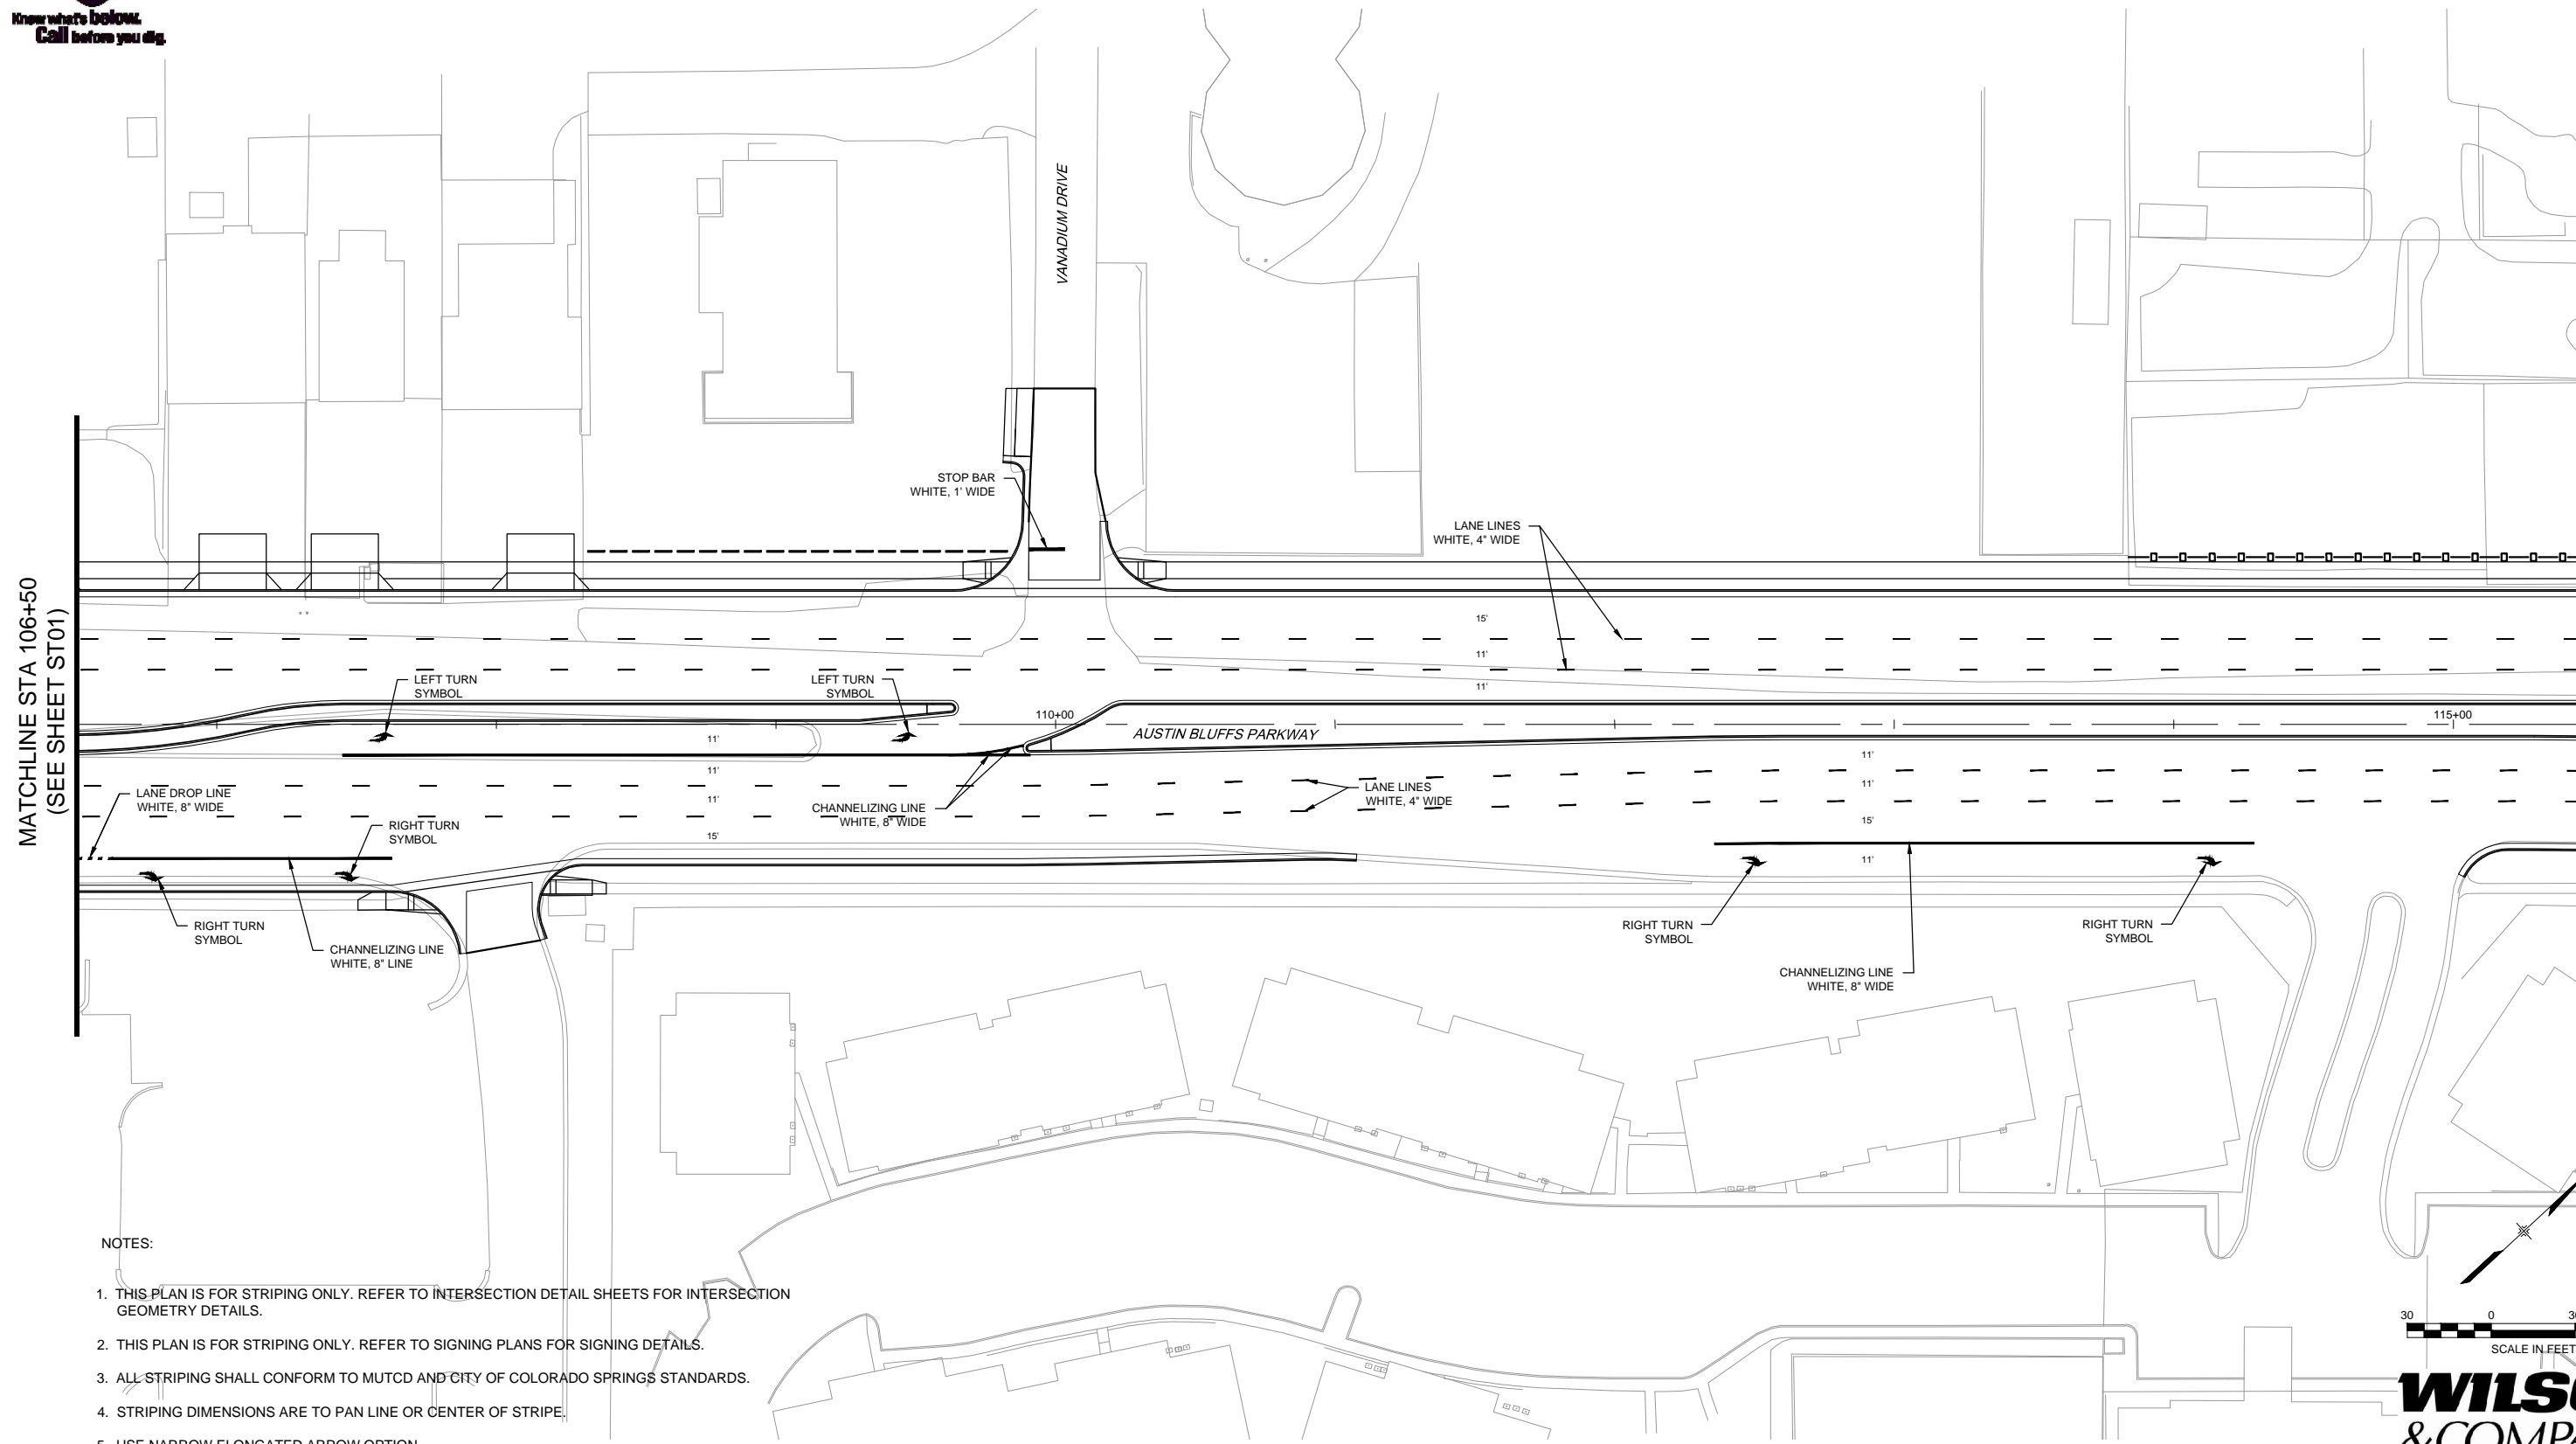 Know what's below.
Call before you dig.
VANADIUM DRIVE
STOP BAR
WHITE, 1' WIDE
LANE LINES
WHITE, 4" WIDE
MATCHLINE STA 106+50
(SEE SHEET ST01)
15'
11'
11'
LEFT TURN
SYMBOL
LEFT TURN
SYMBOL
110+00
115+00
AUSTIN BLUFFS PARKWAY
11'
11'
11'
15'
11'
11'
15'
11'
LANE DROP LINE
WHITE, 8" WIDE
CHANNELIZING LINE
WHITE, 8" WIDE
LANE LINES
WHITE, 4" WIDE
RIGHT TURN
SYMBOL
RIGHT TURN
SYMBOL
CHANNELIZING LINE
WHITE, 8" LINE
RIGHT TURN
SYMBOL
RIGHT TURN
SYMBOL
CHANNELIZING LINE
WHITE, 8" WIDE
NOTES:
1. THIS PLAN IS FOR STRIPING ONLY. REFER TO INTERSECTION DETAIL SHEETS FOR INTERSECTION
GEOMETRY DETAILS.
2. THIS PLAN IS FOR STRIPING ONLY. REFER TO SIGNING PLANS FOR SIGNING DETAILS.
3. ALL STRIPING SHALL CONFORM TO MUTCD AND CITY OF COLORADO SPRINGS STANDARDS.
4. STRIPING DIMENSIONS ARE TO PAN LINE OR CENTER OF STRIPE.
5. USE NARROW ELONGATED ARROW OPTION
30 0
SCALE IN FEET